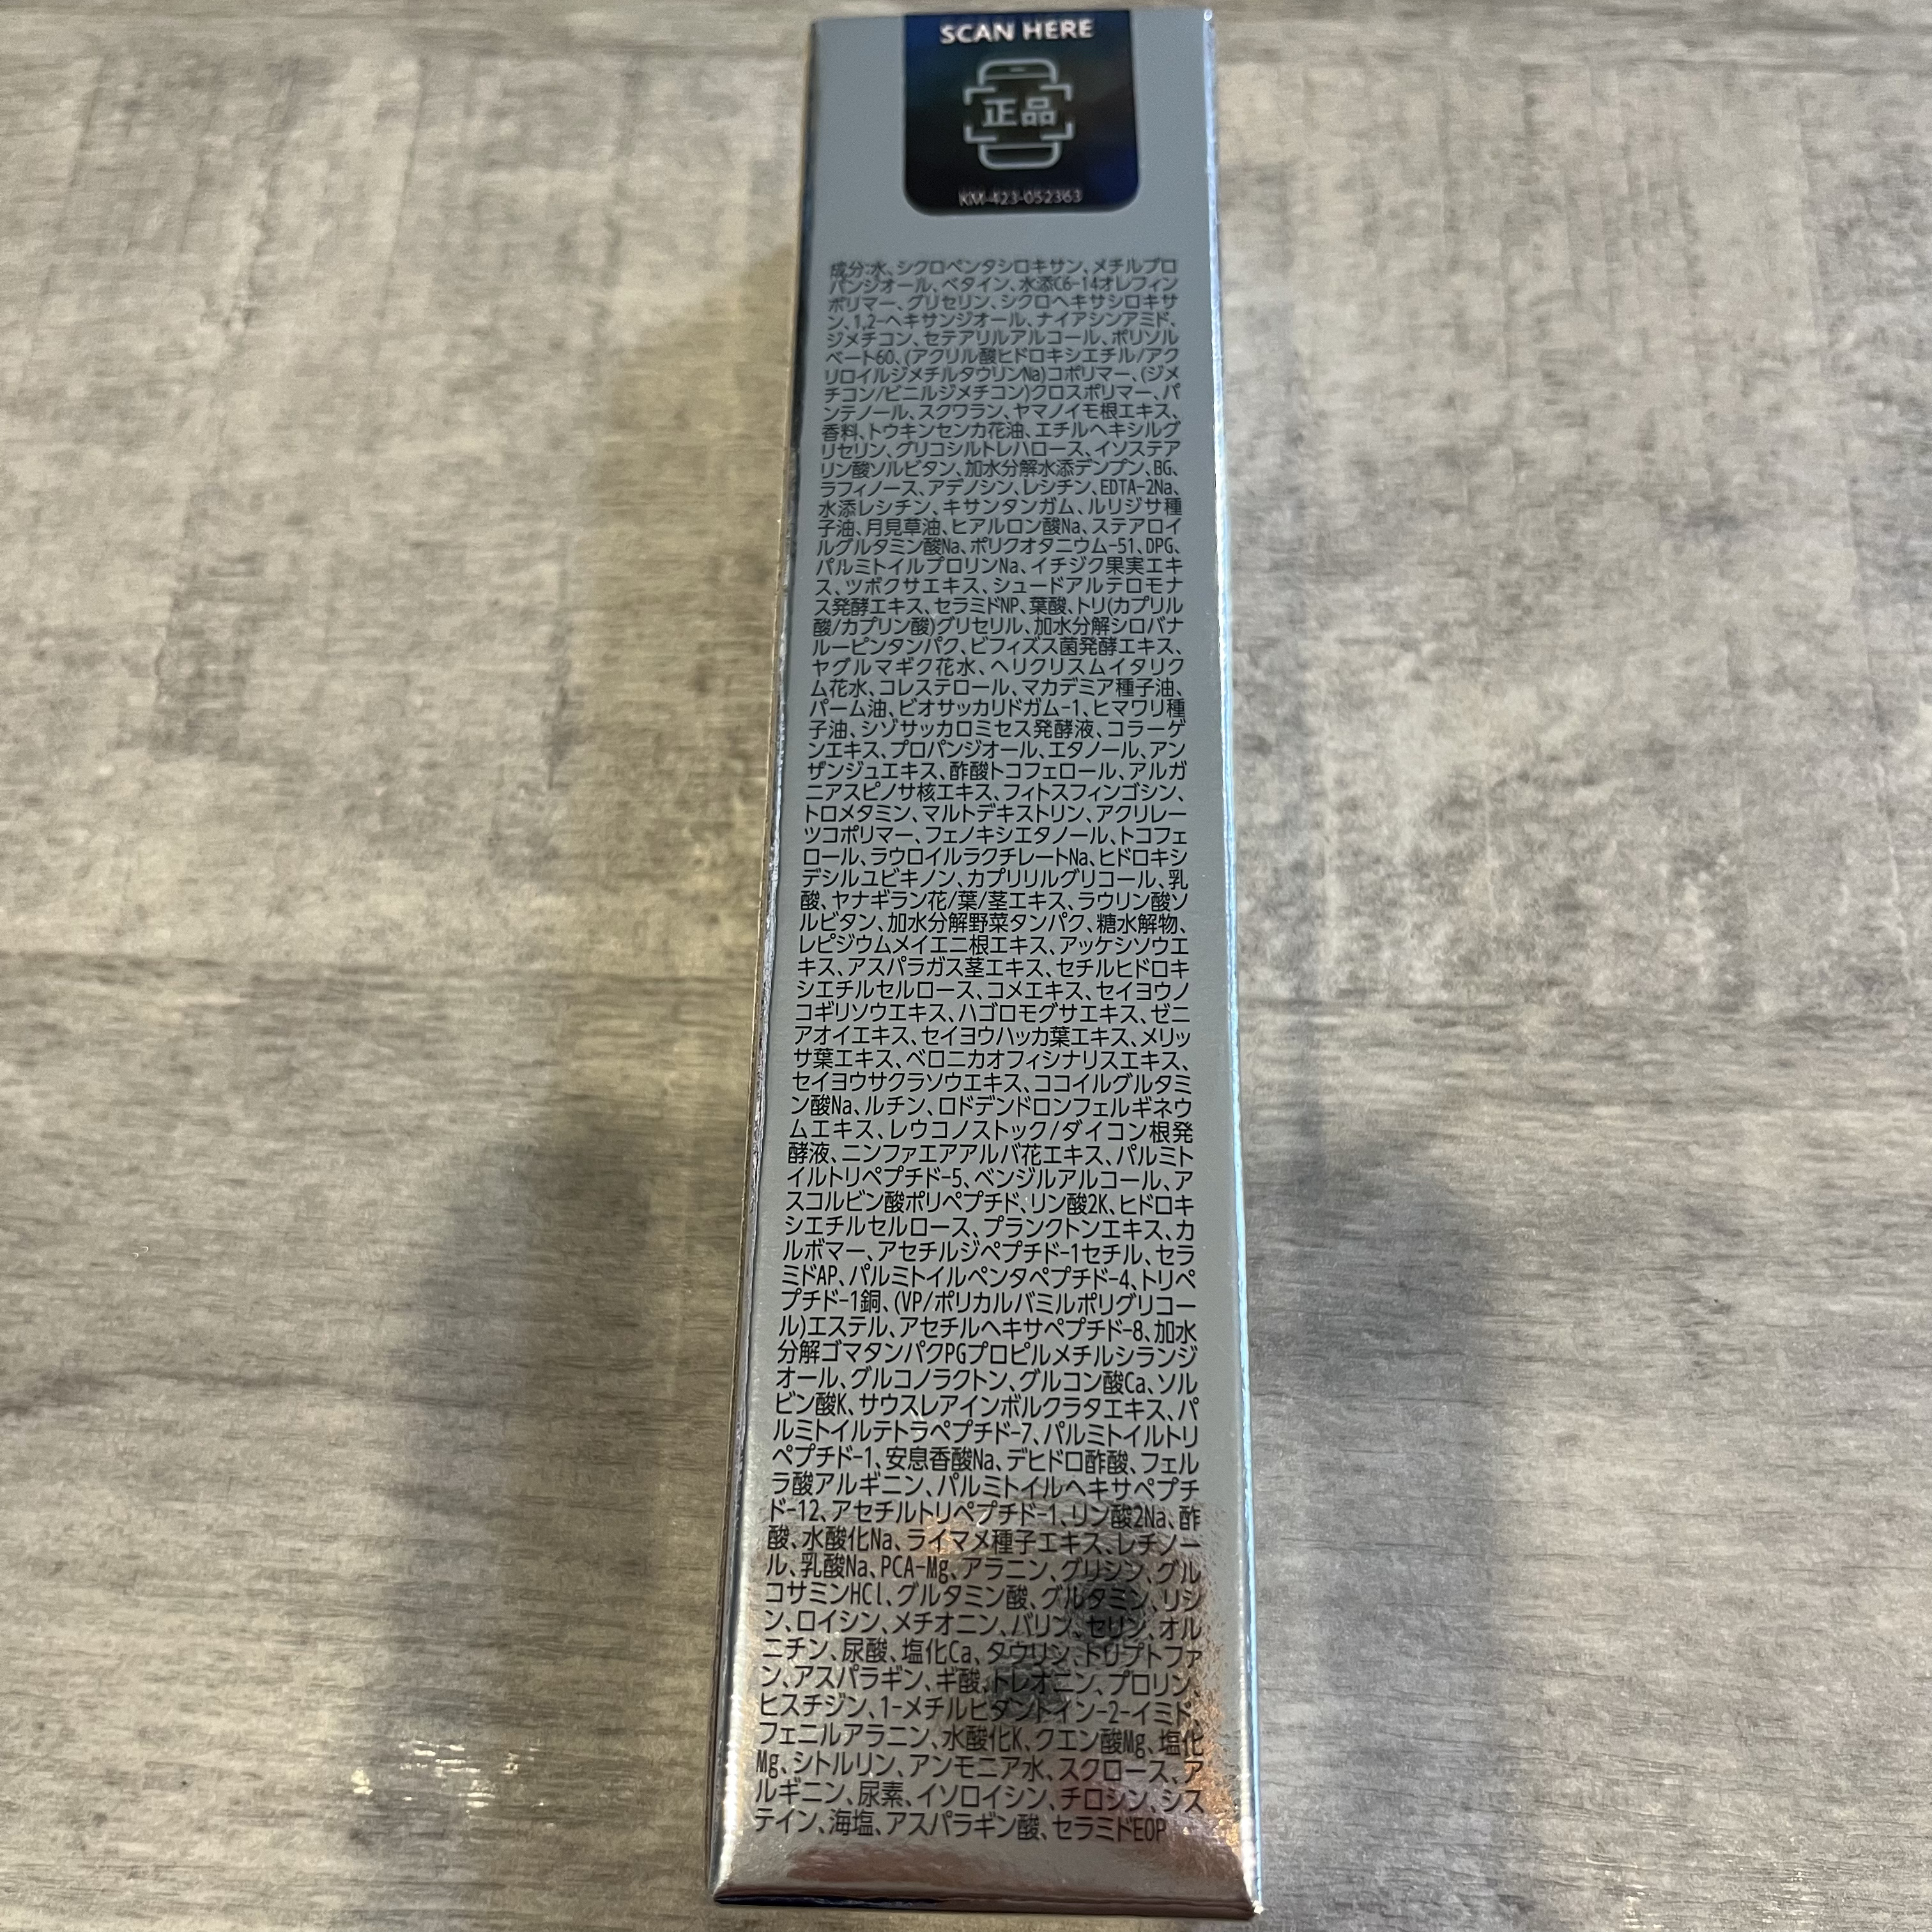 SCAN HERE
正品
KM-423-052363
成分:水、シクロペンタシロキサン、メチルプロ
パンジオール、ベタイン、水添C6-14オレフィン
ポリマー、グリセリン、シクロヘキサシロキサ
ン、1,2-ヘキサンジオール、ナイアシンアミド、
ジメチコン、セテアリルアルコール、ポリソル
ベート60、(アクリル酸ヒドロキシエチル/アク
リロイルジメチルタウリンNa)コポリマー、(ジメ
チコン/ビニルジメチコン)クロスポリマー、パ
ンテノール、スクワラン、ヤマノイモ根エキス、
香料、トウキンセンカ花油、エチルヘキシルグ
リセリン、グリコシルトレハロース、イソステア
リン酸ソルビタン、加水分解水添デンプン、BG、
ラフィノース、アデノシン、レシチン、EDTA-2Na、
水添レシチン、キサンタンガム、ルリジサ種
子油、月見草油、ヒアルロン酸Na、ステアロイ
ルグルタミン酸Na、ポリクオタニウム-51、DPG、
パルミトイルプロリンNa、イチジク果実エキ
ス、ツボクサエキス、シュードアルテロモナ
ス発酵エキス、セラミドNP、葉酸、トリ(カプリル
酸/カプリン酸)グリセリル、加水分解シロバナ
ルーピンタンパク、ビフィズス菌発酵エキス、
ヤグルマギク花水、ヘリクリスムイタリク
ム花水、コレステロール、マカデミア種子油、
パーム油、ビオサッカリドガム-1、ヒマワリ種
子油、シゾサッカロミセス発酵液、コラーゲ
ンエキス、プロパンジオール、エタノール、アン
ザンジュエキス、酢酸トコフェロール、アルガ
ニアスピノサ核エキス、フィトスフィンゴシン、
トロメタミン、マルトデキストリン、アクリレー
ツコポリマー、フェノキシエタノール、トコフェ
ロール、ラウロイルラクチレートNa、ヒドロキシ
デシルユビキノン、カプリリルグリコール、乳
酸、ヤナギラン花/葉/茎エキス、ラウリン酸ソ
ルビタン、加水分解野菜タンパク、糖水解物、
レピジウムメイエニ根エキス、アッケシソウエ
キス、アスパラガス茎エキス、セチルヒドロキ
シエチルセルロース、コメエキス、セイヨウノ
コギリソウエキス、ハゴロモグサエキス、ゼニ
アオイエキス、セイヨウハッカ葉エキス、メリッ
サ葉エキス、ベロニカオフィシナリスエキス、
セイヨウサクラソウエキス、ココイルグルタミ
ン酸Na、ルチン、ロドデンドロンフェルギネウ
ムエキス、レウコノストック/ダイコン根発
酵液、ニンファエアアルバ花エキス、パルミト
イルトリペプチド-5、ベンジルアルコール、ア
スコルビン酸ポリペプチド、リン酸2K、ヒドロキ
シエチルセルロース、プランクトンエキス、カ
ルボマー、アセチルジペプチド-1セチル、セラ
ミドAP、パルミトイルペンタペプチド-4、トリペ
プチド-1銅、(VP/ポリカルバミルポリグリコー
ル)エステル、アセチルヘキサペプチド-8、加水
分解ゴマタンパクPGプロピルメチルシランジ
オール、グルコノラクトン、グルコン酸Ca、ソル
ビン酸K、サウスレアインボルクラタエキス、パ
ルミトイルテトラペプチド-7、パルミトイルトリ
ペプチド-1、安息香酸Na、デヒドロ酢酸、フェル
ラ酸アルギニン、パルミトイルヘキサペプチ
ド-12、アセチルトリペプチド-1、リン酸2Na、酢
酸、水酸化Na、ライマメ種子エキス、レチノー
ル、乳酸Na、PCA-Mg、アラニン、グリシン、グル
コサミンHCl、グルタミン酸、グルタミン、リシ
ン、ロイシン、メチオニン、バリン、セリン、オル
ニチン、尿酸、塩化Ca、タウリン、トリプトファ
ン、アスパラギン、ギ酸、トレオニン、プロリン、
ヒスチジン、1-メチルヒダントイン-2-イミド、
フェニルアラニン、水酸化K、クエン酸Mg、塩化
Mg、シトルリン、アンモニア水、スクロース、ア
ルギニン、尿素、イソロイシン、チロシン、シス
テイン、海塩、アスパラギン酸、セラミドEOP